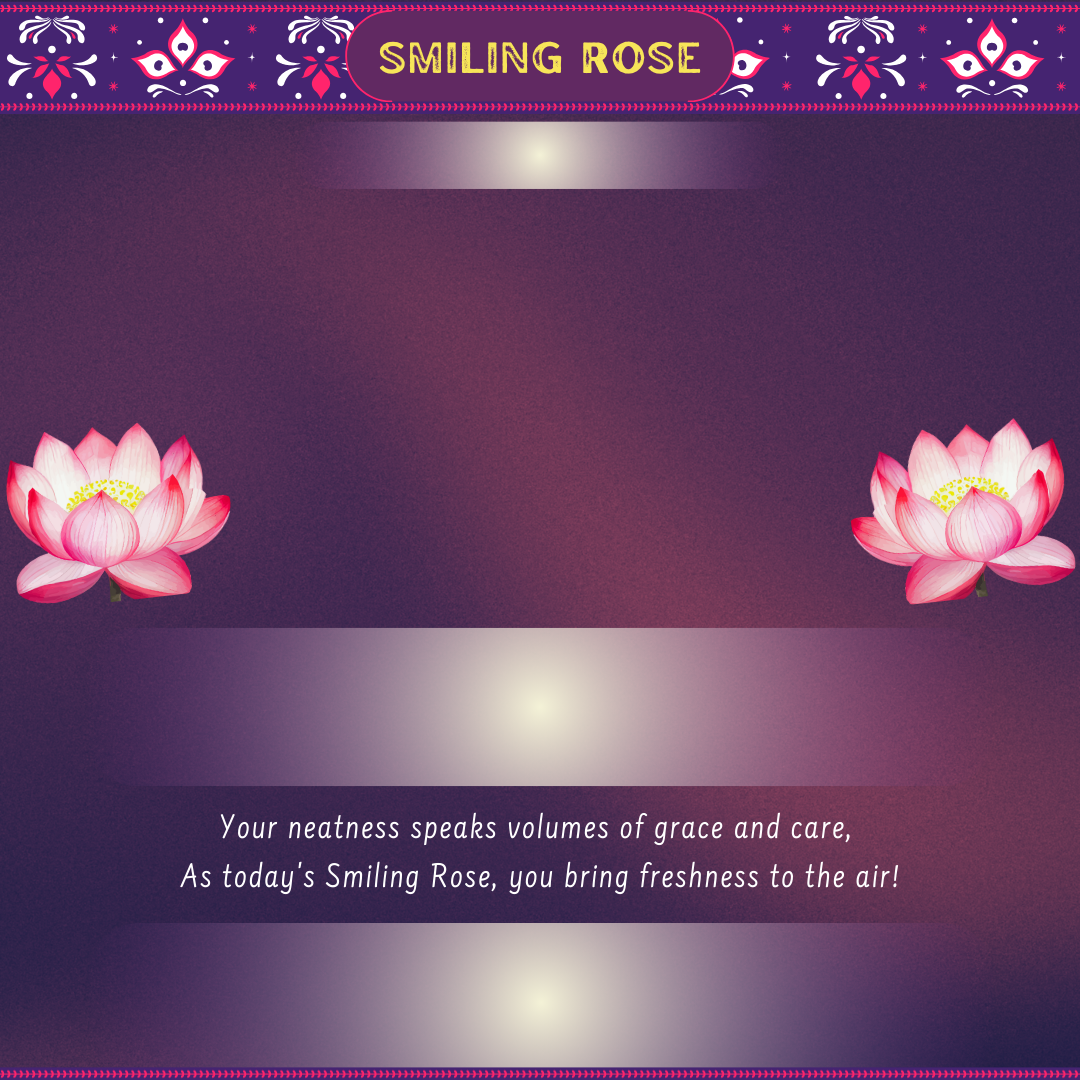 SMILING ROSE
Your neatness speaks volumes of grace and care,
As today's Smiling Rose, you bring freshness to the air!